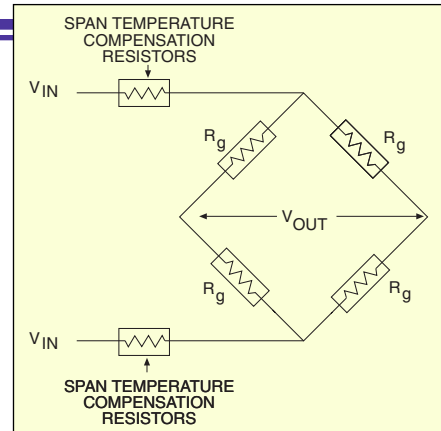 SPAN TEMPERATURE
COMPENSATION
RESISTORS
VIN
Rg
Rg
VOUT
Rg
Rg
VIN
SPAN TEMPERATURE
COMPENSATION
RESISTORS